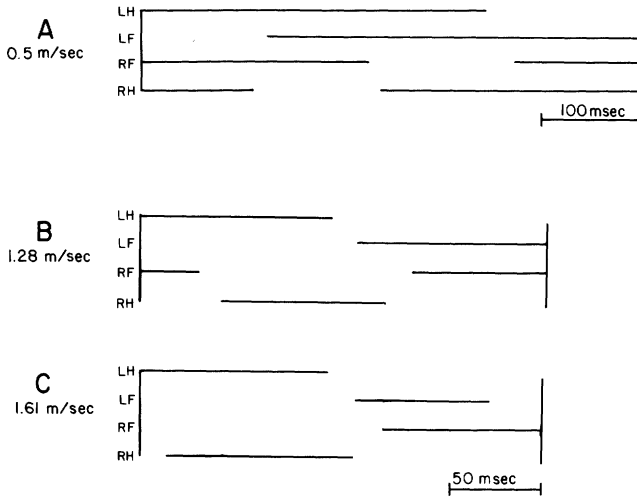 A
0.5 m/sec
LH
LF
RF
RH
100 msec
B
1.28 m/sec
LH
LF
RF
RH
C
1.61 m/sec
LH
LF
RF
RH
50 msec